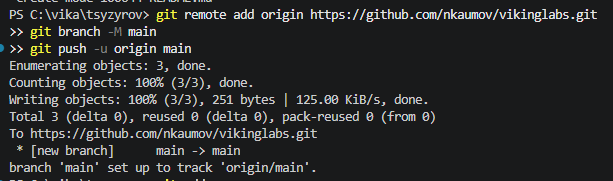 PS C:\vika\tsyzyrov> git remote add origin https://github.com/nkaumov/vikinglabs.git
>> git branch -M main
>> git push -u origin main
Enumerating objects: 3, done.
Counting objects: 100% (3/3), done.
Writing objects: 100% (3/3), 251 bytes | 125.00 KiB/s, done.
Total 3 (delta 0), reused 0 (delta 0), pack-reused 0 (from 0)
To https://github.com/nkaumov/vikinglabs.git
 * [new branch]      main -> main
branch 'main' set up to track 'origin/main'.